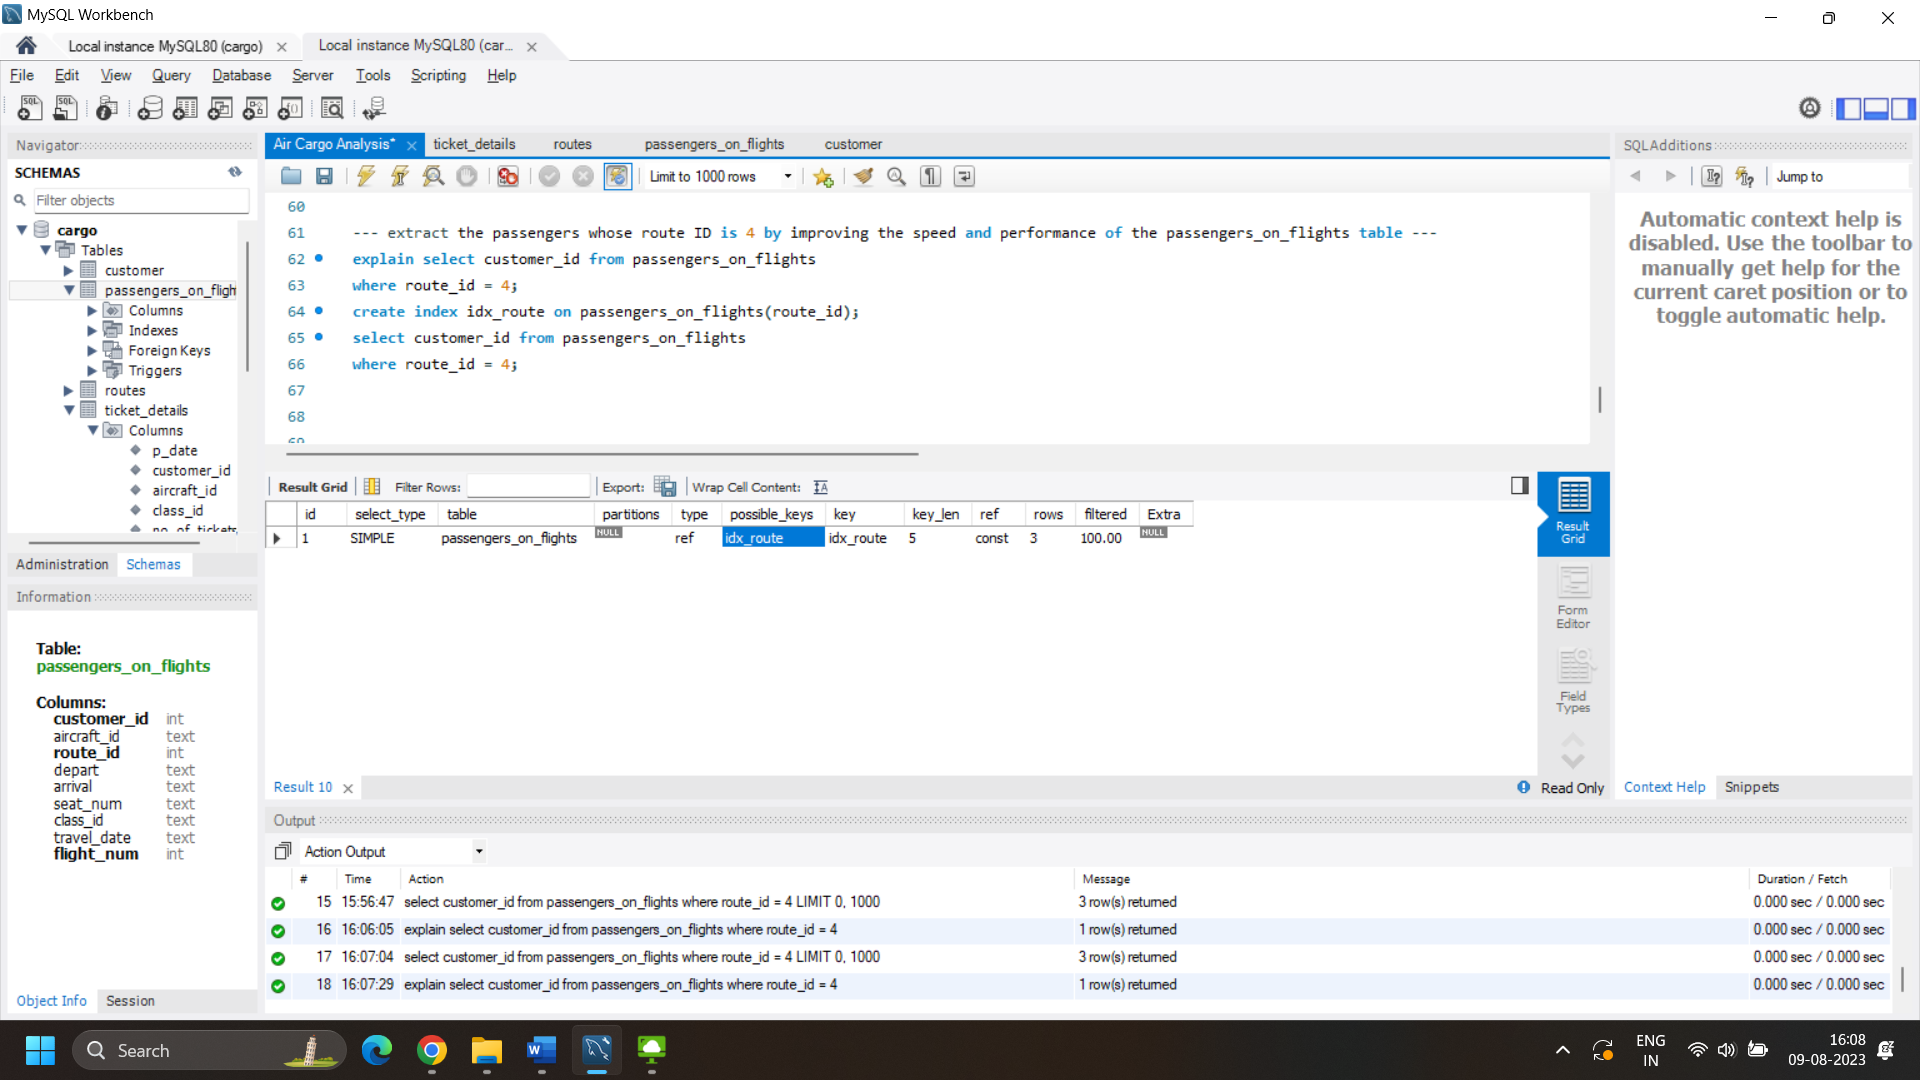 MySQL Workbench
Local instance MySQL80 (cargo)
Local instance MySQL80 (car...
File Edit View Query Database Server Tools Scripting Help
Navigator
SCHEMAS
Filter objects
cargo
Tables
customer
passengers_on_fligh
Columns
Indexes
Foreign Keys
Triggers
routes
ticket_details
Columns
p_date
customer_id
aircraft_id
class_id
no_of_tickets
Administration Schemas
Information
Table:
passengers_on_flights
Columns:
customer_id int
aircraft_id text
route_id int
depart text
arrival text
seat_num text
class_id text
travel_date text
flight_num int
Object Info Session
Air Cargo Analysis* ticket_details routes passengers_on_flights customer
Limit to 1000 rows
60
61 --- extract the passengers whose route ID is 4 by improving the speed and performance of the passengers_on_flights table ---
62 explain select customer_id from passengers_on_flights
63 where route_id = 4;
64 create index idx_route on passengers_on_flights(route_id);
65 select customer_id from passengers_on_flights
66 where route_id = 4;
67
68
69
Result Grid Filter Rows: Export: Wrap Cell Content:
id select_type table partitions type possible_keys key key_len ref rows filtered Extra
1 SIMPLE passengers_on_flights NULL ref idx_route idx_route 5 const 3 100.00 NULL
Result Grid
Form Editor
Field Types
Result 10
Read Only
Output
Action Output
# Time Action Message Duration / Fetch
15 15:56:47 select customer_id from passengers_on_flights where route_id = 4 LIMIT 0, 1000 3 row(s) returned 0.000 sec / 0.000 sec
16 16:06:05 explain select customer_id from passengers_on_flights where route_id = 4 1 row(s) returned 0.000 sec / 0.000 sec
17 16:07:04 select customer_id from passengers_on_flights where route_id = 4 LIMIT 0, 1000 3 row(s) returned 0.000 sec / 0.000 sec
18 16:07:29 explain select customer_id from passengers_on_flights where route_id = 4 1 row(s) returned 0.000 sec / 0.000 sec
SQLAdditions
Jump to
Automatic context help is
disabled. Use the toolbar to
manually get help for the
current caret position or to
toggle automatic help.
Context Help Snippets
Search
ENG
IN
16:08
09-08-2023